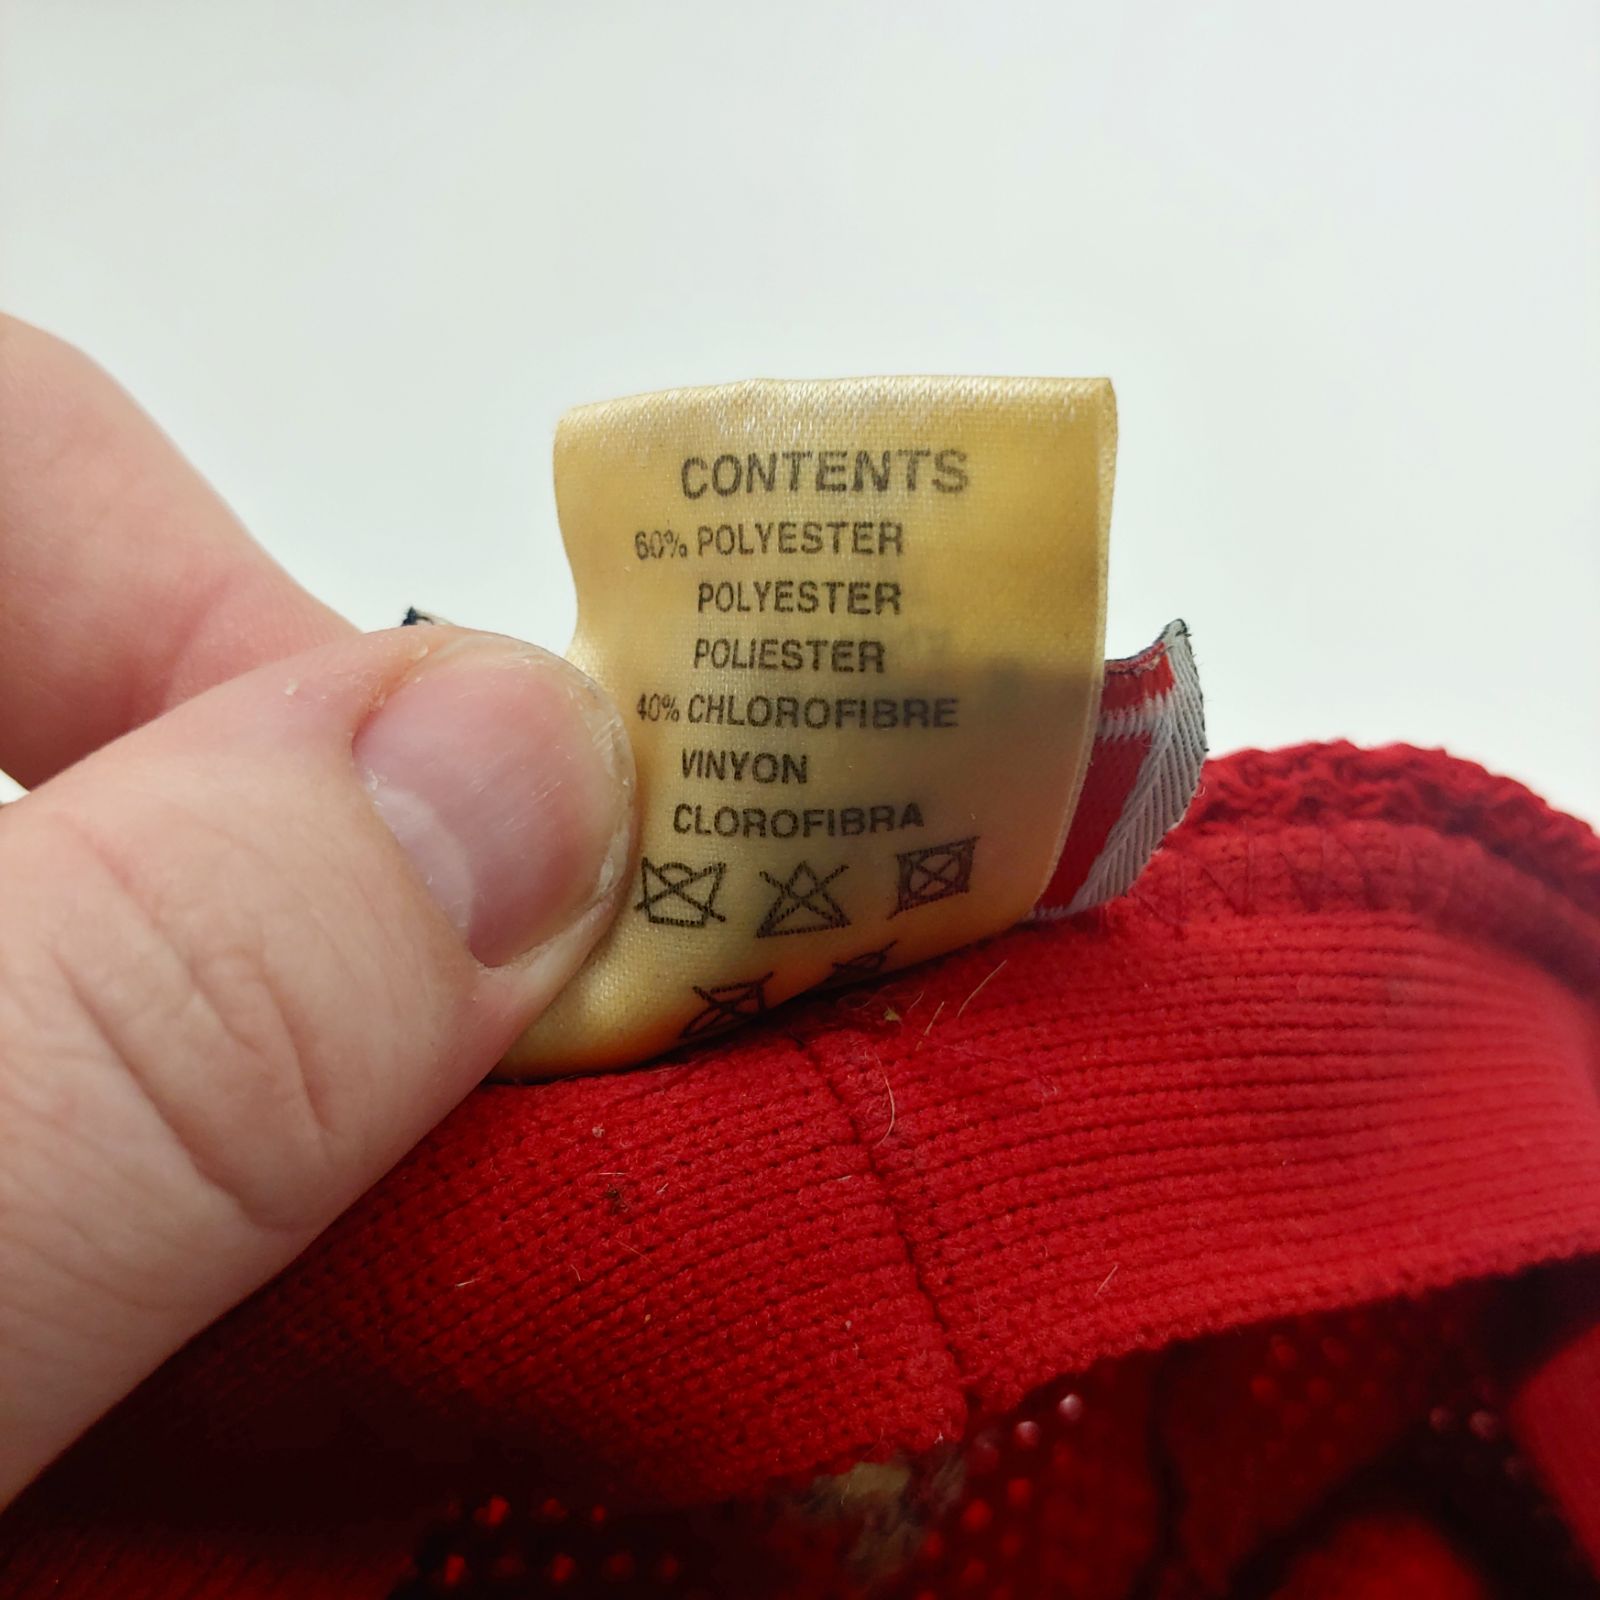 CONTENTS
60% POLYESTER
POLYESTER
POLIESTER
40% CHLOROFIBRE
VINYON
CLOROFIBRA